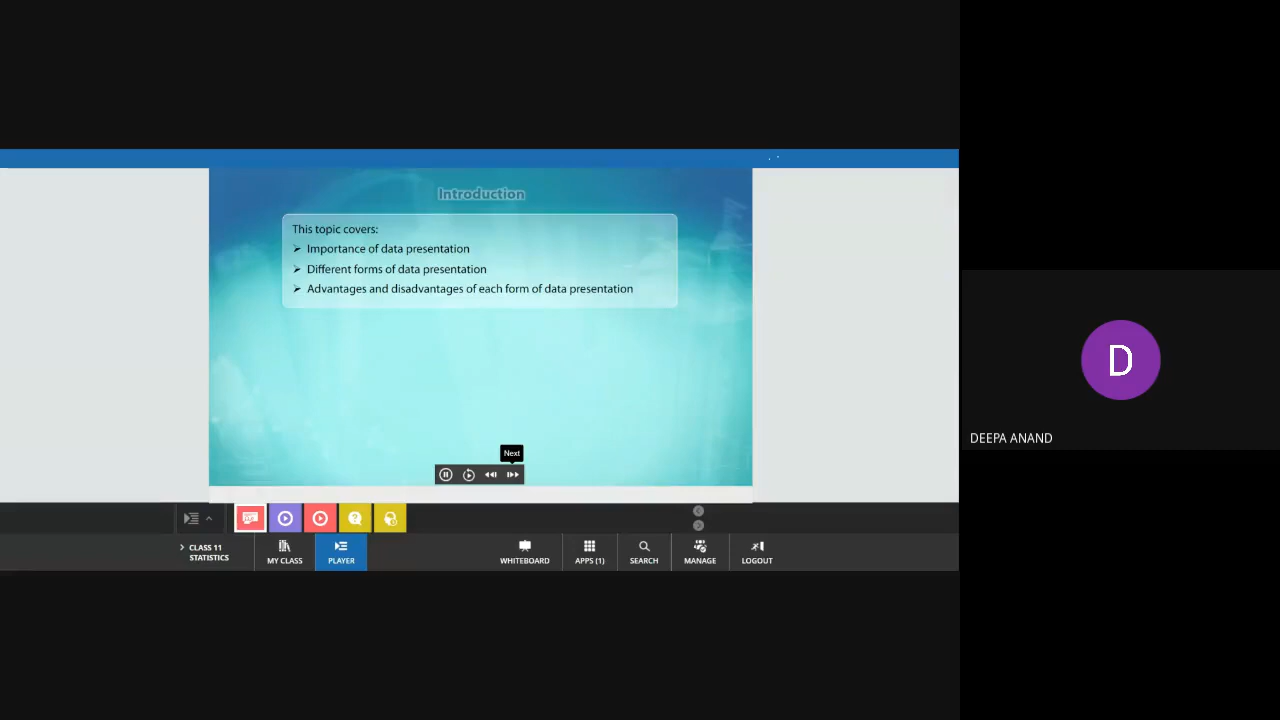 Introduction
This topic covers:
➢ Importance of data presentation
➢ Different forms of data presentation
➢ Advantages and disadvantages of each form of data presentation
Next
D
DEEPA ANAND
CLASS 11
STATISTICS
MY CLASS
PLAYER
WHITEBOARD
APPS (1)
SEARCH
MANAGE
LOGOUT